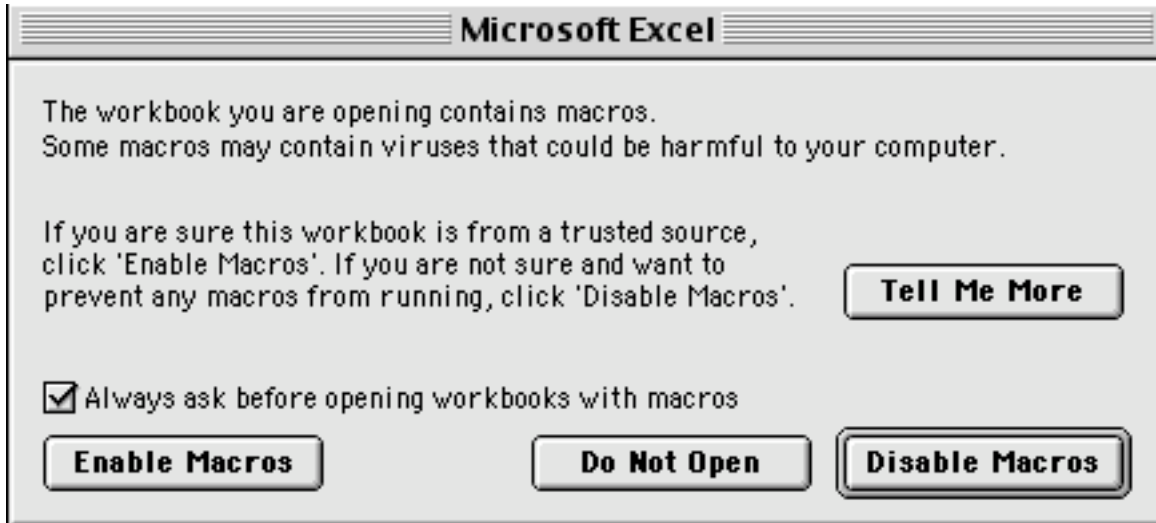 Microsoft Excel
The workbook you are opening contains macros.
Some macros may contain viruses that could be harmful to your computer.
If you are sure this workbook is from a trusted source,
click 'Enable Macros'. If you are not sure and want to
prevent any macros from running, click 'Disable Macros'.
Tell Me More
Always ask before opening workbooks with macros
Enable Macros
Do Not Open
Disable Macros